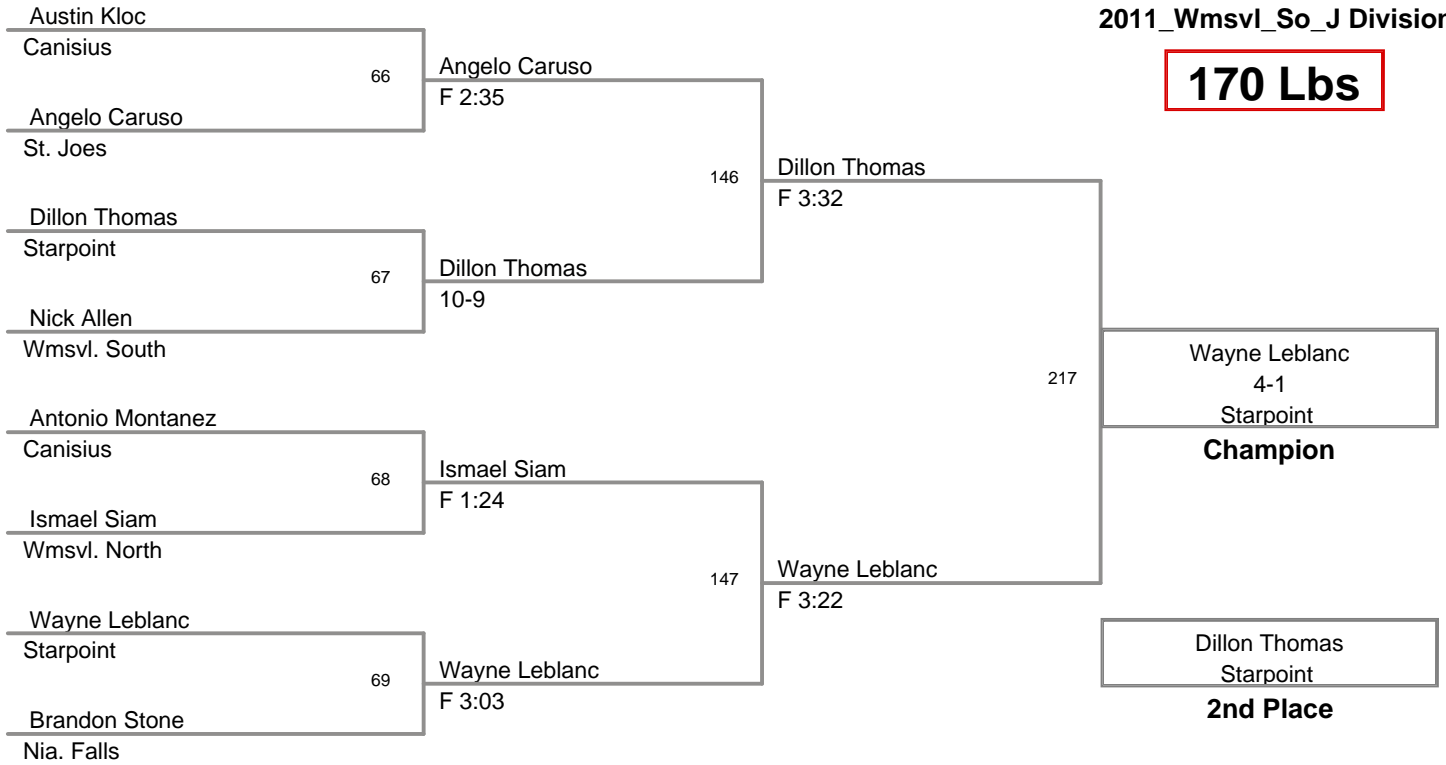 2011_Wmsvl_So_J Division
170 Lbs
Austin Kloc
Canisius
66
Angelo Caruso
St. Joes
Angelo Caruso
F 2:35
Dillon Thomas
Starpoint
67
Nick Allen
Wmsvl. South
Dillon Thomas
10-9
146
Dillon Thomas
F 3:32
Antonio Montanez
Canisius
68
Ismael Siam
Wmsvl. North
Ismael Siam
F 1:24
Wayne Leblanc
Starpoint
69
Brandon Stone
Nia. Falls
Wayne Leblanc
F 3:03
147
Wayne Leblanc
F 3:22
217
Wayne Leblanc
4-1
Starpoint
Champion
Dillon Thomas
Starpoint
2nd Place